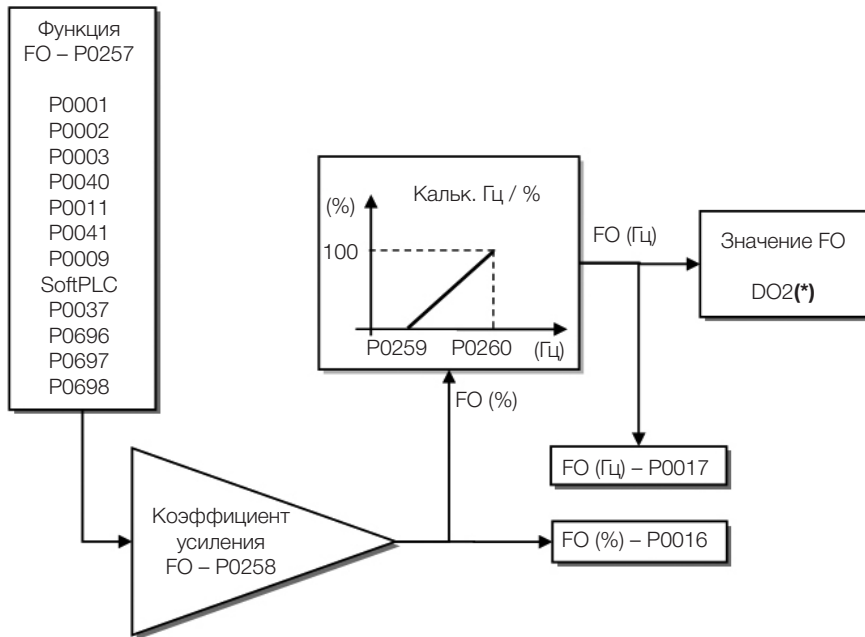 Функция
FO – P0257
P0001
P0002
P0003
P0040
P0011
P0041
P0009
SoftPLC
P0037
P0696
P0697
P0698
Кальк. Гц / %
(%)
100
P0259 P0260 (Гц)
FO (Гц)
Значение FO
DO2(*)
FO (%)
FO (Гц) – P0017
Коэффициент
усиления
FO – P0258
FO (%) – P0016